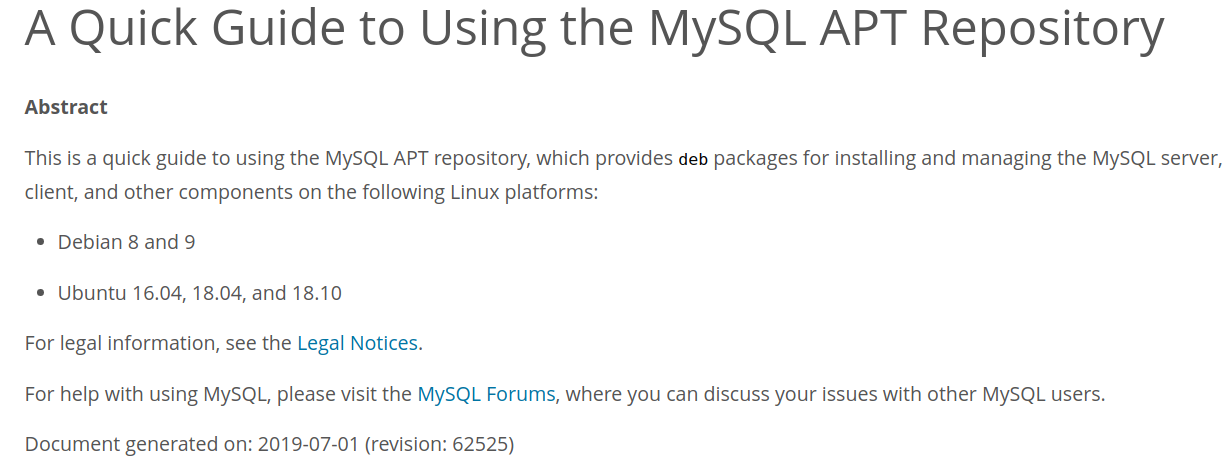 A Quick Guide to Using the MySQL APT Repository
Abstract
This is a quick guide to using the MySQL APT repository, which provides deb packages for installing and managing the MySQL server,
client, and other components on the following Linux platforms:
• Debian 8 and 9
• Ubuntu 16.04, 18.04, and 18.10
For legal information, see the Legal Notices.
For help with using MySQL, please visit the MySQL Forums, where you can discuss your issues with other MySQL users.
Document generated on: 2019-07-01 (revision: 62525)